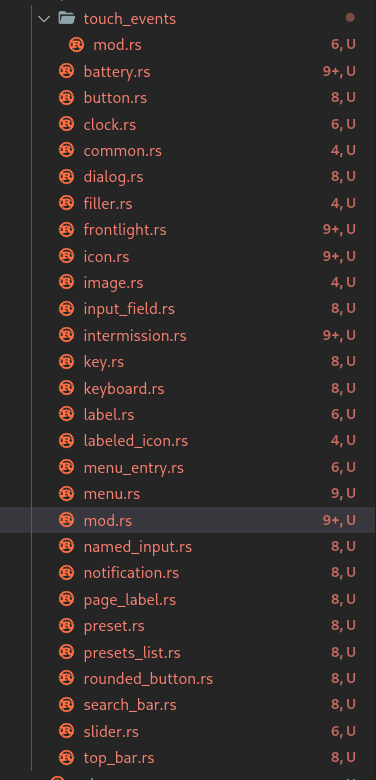 touch_events
mod.rs 6, U
battery.rs 9+, U
button.rs 8, U
clock.rs 6, U
common.rs 4, U
dialog.rs 8, U
filler.rs 4, U
frontlight.rs 9+, U
icon.rs 9+, U
image.rs 4, U
input_field.rs 8, U
intermission.rs 9+, U
key.rs 8, U
keyboard.rs 8, U
label.rs 6, U
labeled_icon.rs 4, U
menu_entry.rs 6, U
menu.rs 9, U
mod.rs 9+, U
named_input.rs 8, U
notification.rs 8, U
page_label.rs 8, U
preset.rs 8, U
presets_list.rs 8, U
rounded_button.rs 8, U
search_bar.rs 8, U
slider.rs 6, U
top_bar.rs 8, U